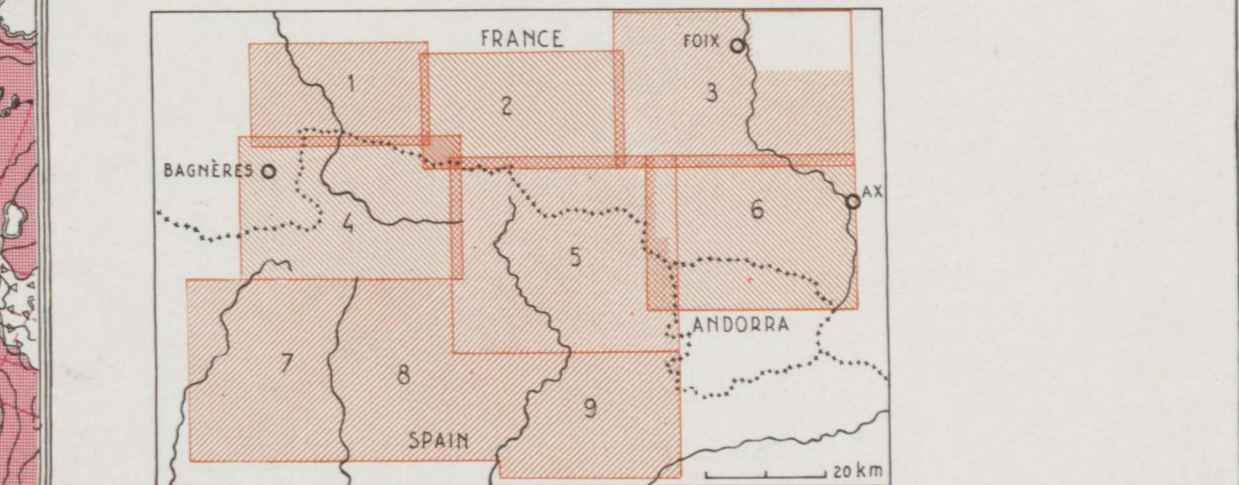 FRANCE
FOIX
1
2
3
BAGNÈRES
AX
4
5
6
ANDORRA
7
8
9
SPAIN
20 km